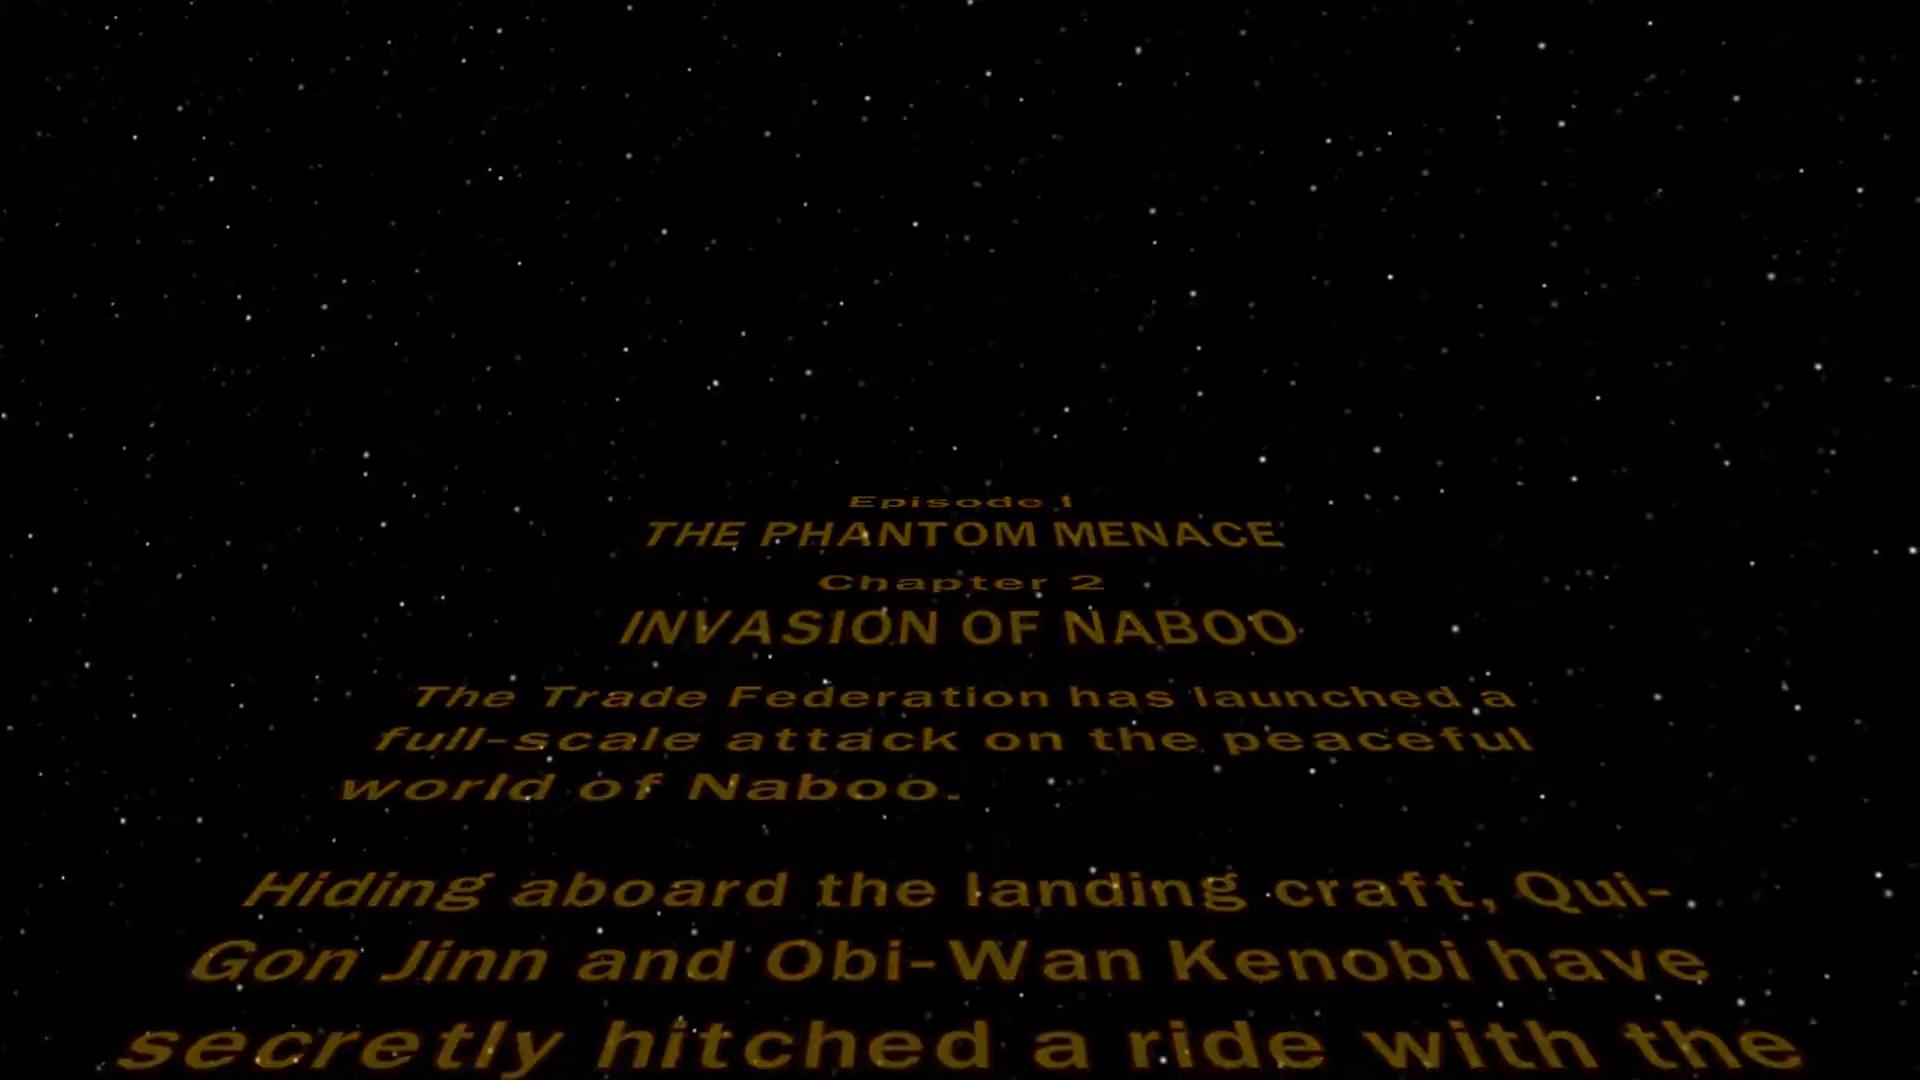 Episode I
THE PHANTOM MENACE
Chapter 2
INVASION OF NABOO
The Trade Federation has launched a
full-scale attack on the peaceful
world of Naboo.
Hiding aboard the landing craft, Qui-
Gon Jinn and Obi-Wan Kenobi have
secretly hitched a ride with the